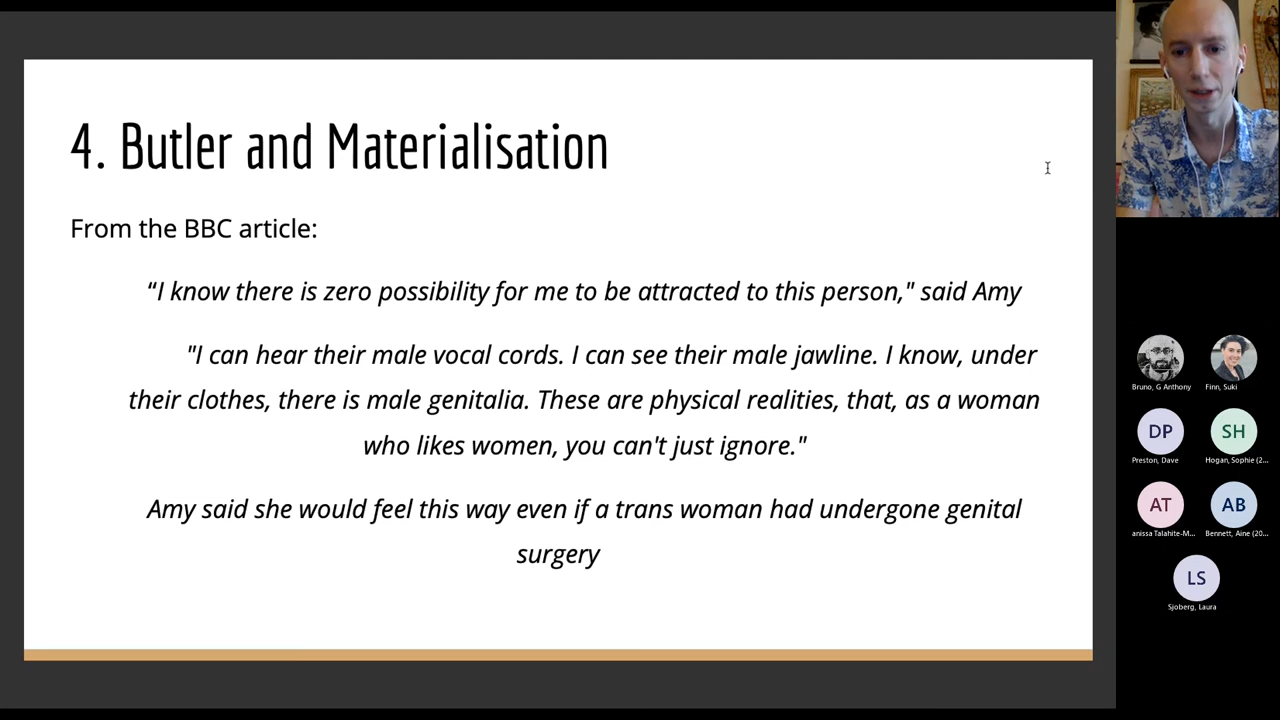 4. Butler and Materialisation
From the BBC article:
“I know there is zero possibility for me to be attracted to this person," said Amy
"I can hear their male vocal cords. I can see their male jawline. I know, under
their clothes, there is male genitalia. These are physical realities, that, as a woman
who likes women, you can't just ignore."
Amy said she would feel this way even if a trans woman had undergone genital
surgery
Bruno, G Anthony
Finn, Suki
DP
SH
Preston, Dave
Hogan, Sophie (2...
AT
AB
anissa Talahite-M...
Bennett, Aine (20...
LS
Sjoberg, Laura